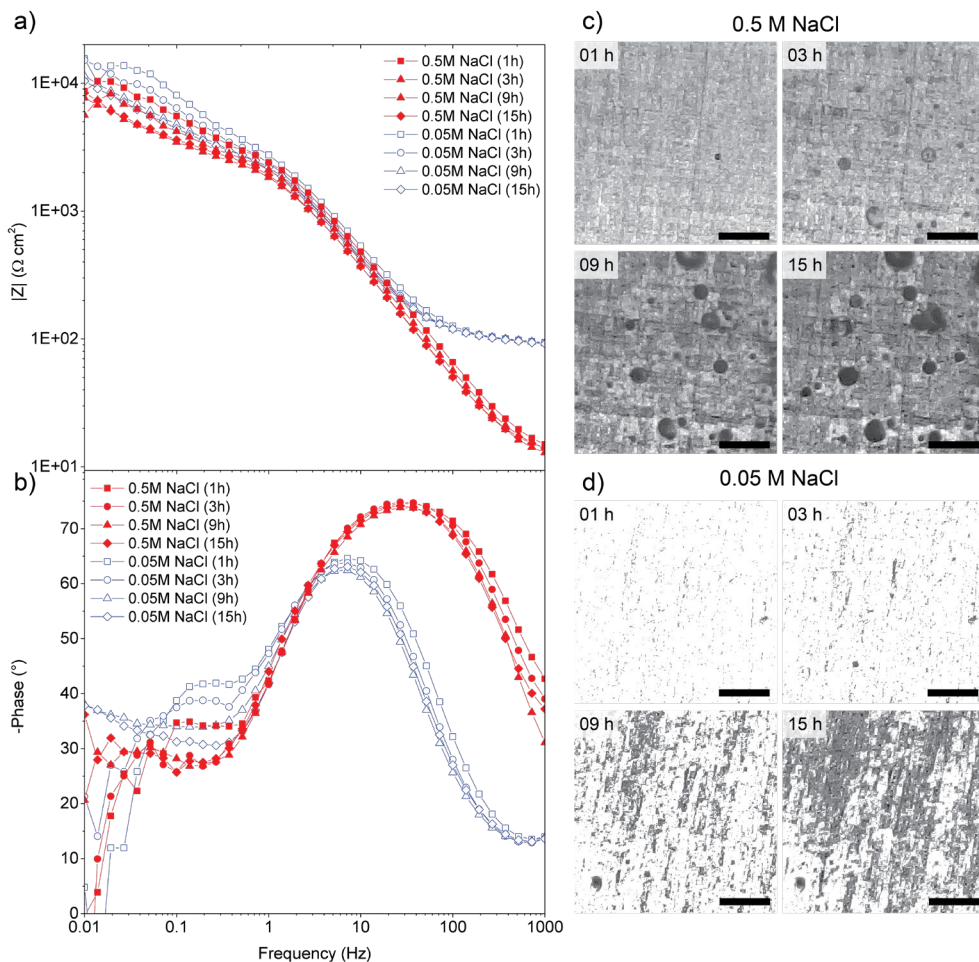 a)
1E+04
1E+03
1E+02
1E+01
|Z| (Ω cm²)
0.5M NaCl (1h)
0.5M NaCl (3h)
0.5M NaCl (9h)
0.5M NaCl (15h)
0.05M NaCl (1h)
0.05M NaCl (3h)
0.05M NaCl (9h)
0.05M NaCl (15h)
b)
70
60
50
40
30
20
10
0
-Phase (°)
0.5M NaCl (1h)
0.5M NaCl (3h)
0.5M NaCl (9h)
0.5M NaCl (15h)
0.05M NaCl (1h)
0.05M NaCl (3h)
0.05M NaCl (9h)
0.05M NaCl (15h)
0.01 0.1 1 10 100 1000
Frequency (Hz)
c) 0.5 M NaCl
01 h 03 h
09 h 15 h
d) 0.05 M NaCl
01 h 03 h
09 h 15 h